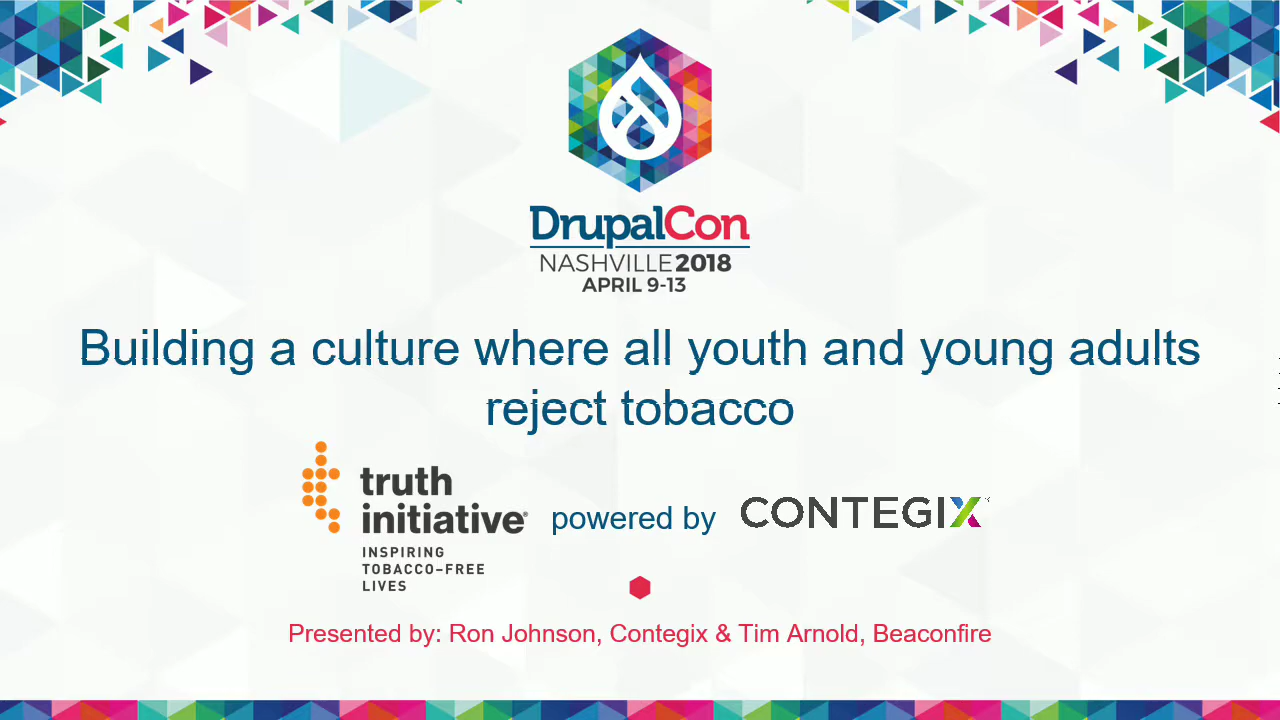 DrupalCon
NASHVILLE 2018
APRIL 9-13
Building a culture where all youth and young adults
reject tobacco
truth
initiative®
INSPIRING
TOBACCO-FREE
LIVES
powered by
CONTEGIX
Presented by: Ron Johnson, Contegix & Tim Arnold, Beaconfire